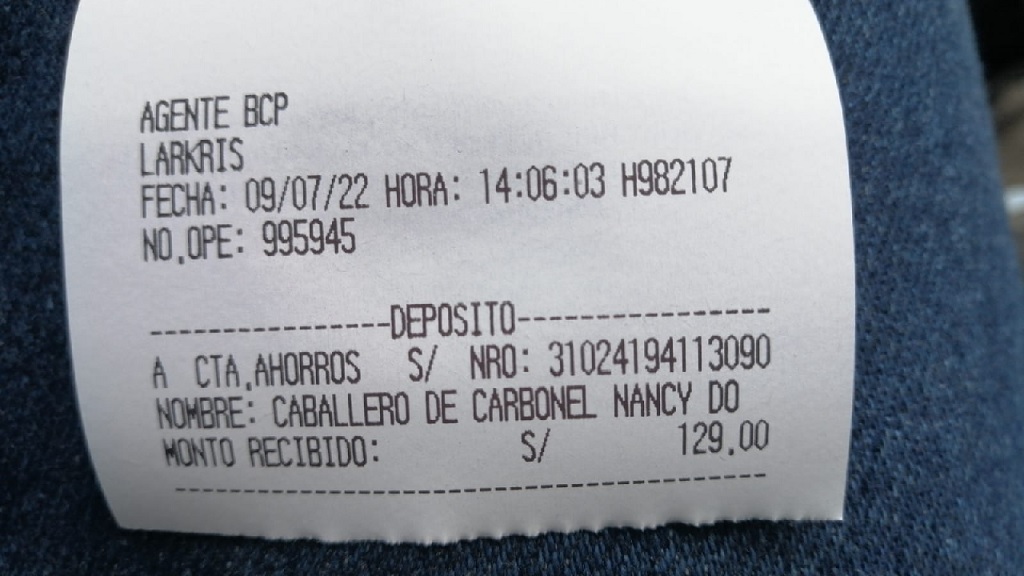 AGENTE BCP
LARKRIS
FECHA: 09/07/22 HORA: 14:06:03 H982107
NO.OPE: 995945
----------------DEPOSITO----------------
A CTA.AHORROS S/ NRO: 31024194113090
NOMBRE: CABALLERO DE CARBONEL NANCY DO
MONTO RECIBIDO: S/ 129.00
----------------------------------------